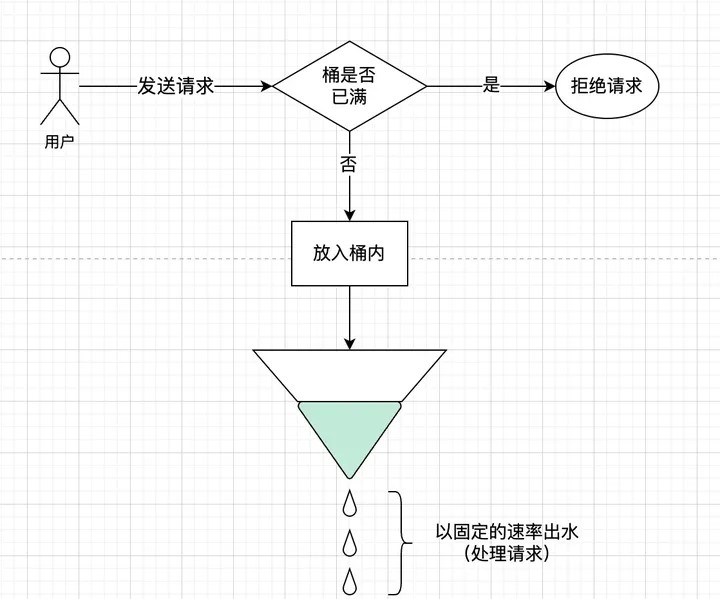 发送请求
桶是否
已满
是
拒绝请求
用户
否
放入桶内
以固定的速率出水
（处理请求）